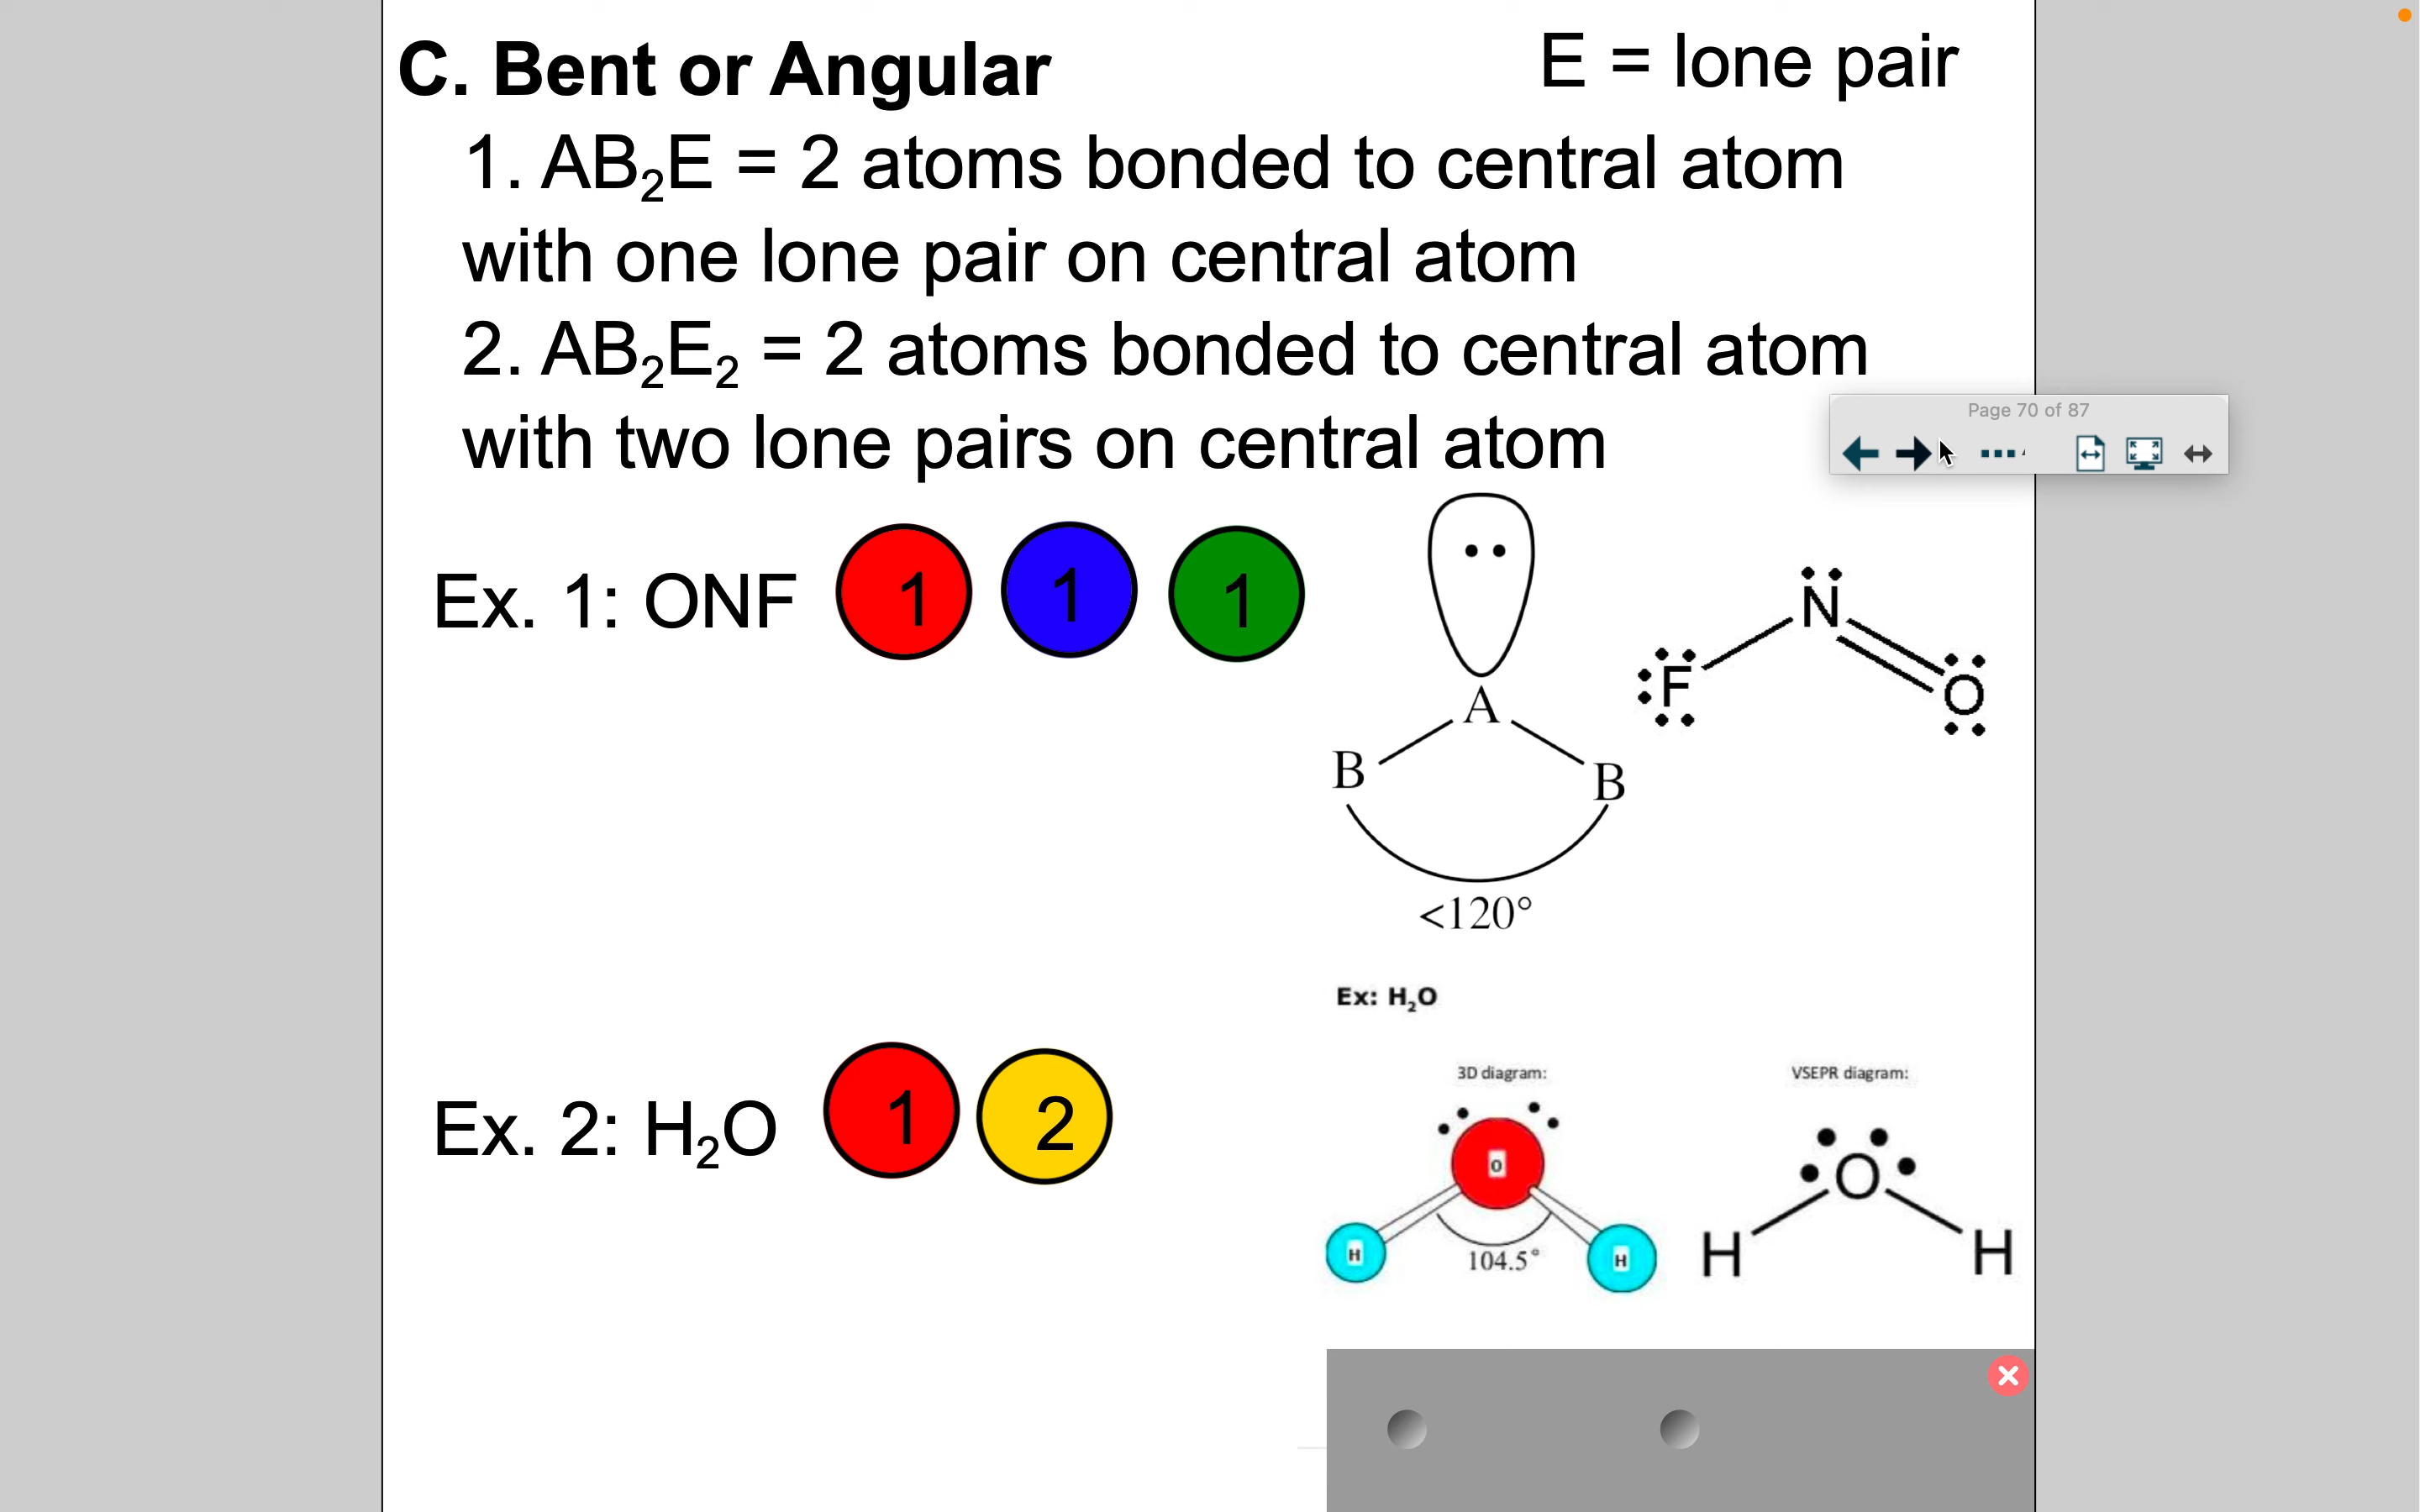 C. Bent or Angular
E = lone pair
1. AB₂E = 2 atoms bonded to central atom
with one lone pair on central atom
2. AB₂E₂ = 2 atoms bonded to central atom
with two lone pairs on central atom
Page 70 of 87
Ex. 1: ONF 1 1 1
A
B B
<120°
N
F O
Ex: H₂O
Ex. 2: H₂O 1 2
3D diagram:
O
H H
104.5°
VSEPR diagram:
O
H H